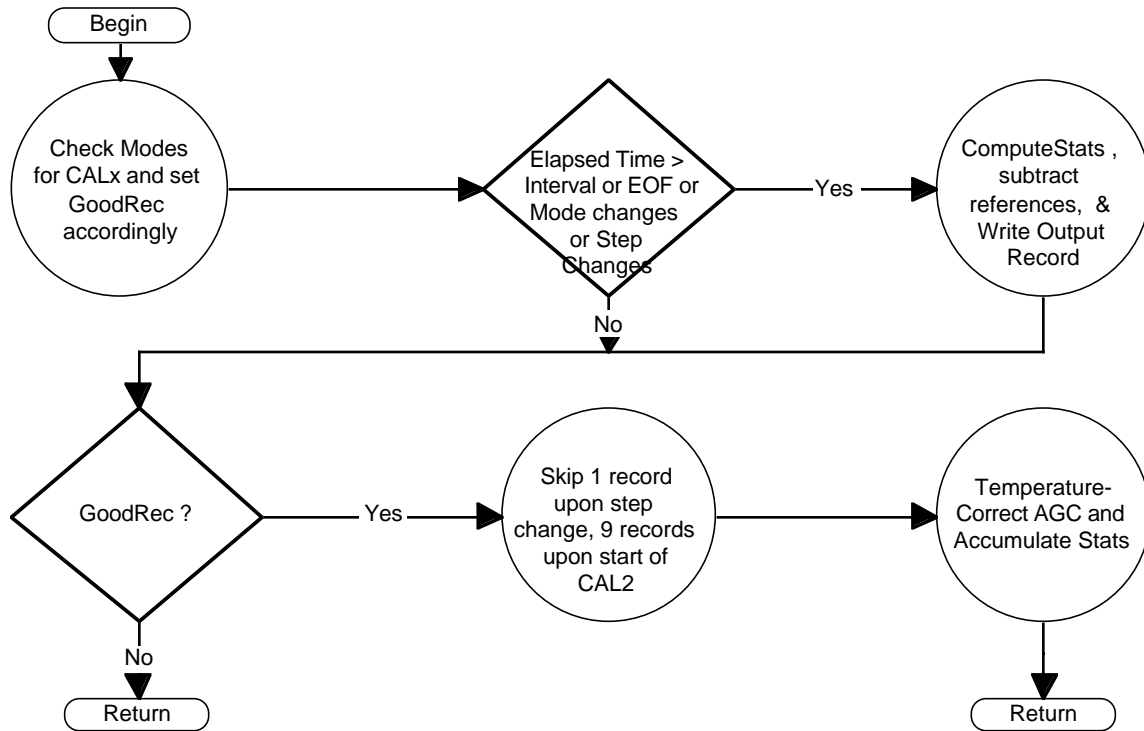 Begin
Check Modes
for CALx and set
GoodRec
accordingly
Elapsed Time >
Interval or EOF or
Mode changes
or Step
Changes
Yes
ComputeStats ,
subtract
references,  &
Write Output
Record
No
GoodRec ?
Yes
Skip 1 record
upon step
change, 9 records
upon start of
CAL2
Temperature-
Correct AGC and
Accumulate Stats
No
Return
Return